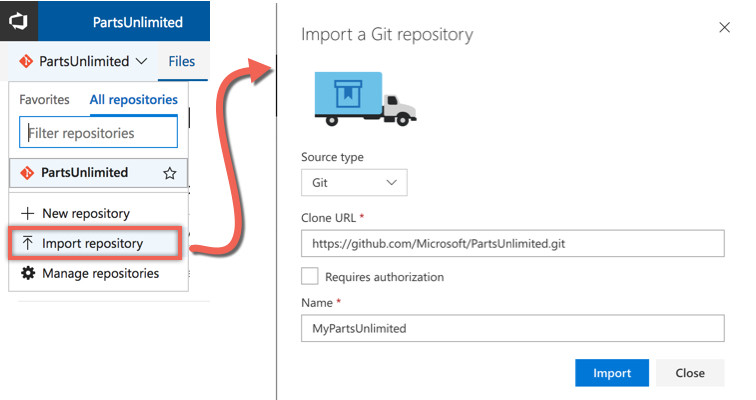 PartsUnlimited
PartsUnlimited Files
Favorites All repositories
Filter repositories
PartsUnlimited
New repository
Import repository
Manage repositories
Import a Git repository
Source type
Git
Clone URL *
https://github.com/Microsoft/PartsUnlimited.git
Requires authorization
Name *
MyPartsUnlimited
Import Close